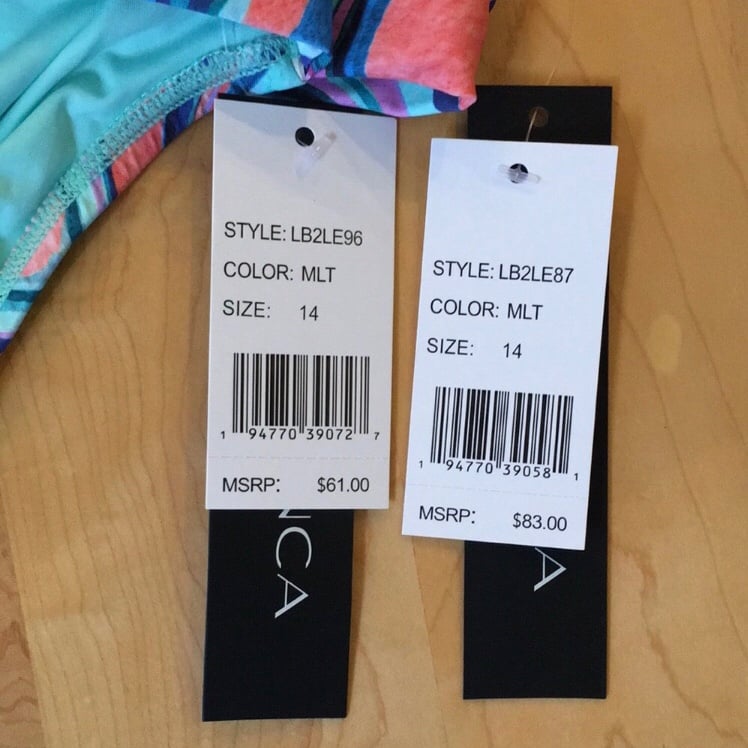 STYLE: LB2LE96
COLOR: MLT
SIZE: 14
1 94770 39072 7
MSRP: $61.00
NCA
STYLE: LB2LE87
COLOR: MLT
SIZE: 14
1 94770 39058 1
MSRP: $83.00
A